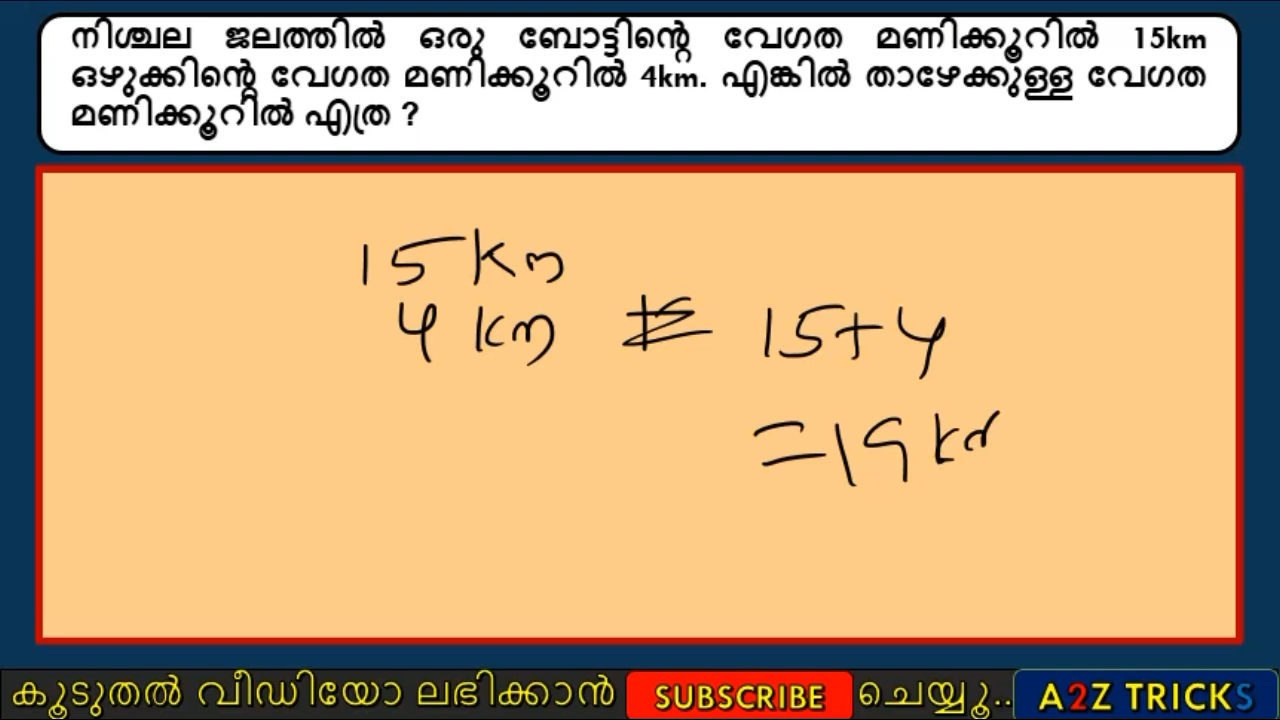 നിശ്ചല ജലത്തിൽ ഒരു ബോട്ടിന്റെ വേഗത മണിക്കൂറിൽ 15km
ഒഴുക്കിന്റെ വേഗത മണിക്കൂറിൽ 4km. എങ്കിൽ താഴേക്കുള്ള വേഗത
മണിക്കൂറിൽ എത്ര ?
15 km
4 km 15+4
=19 km
കൂടുതൽ വീഡിയോ ലഭിക്കാൻ SUBSCRIBE ചെയ്യൂ.. A2Z TRICKS